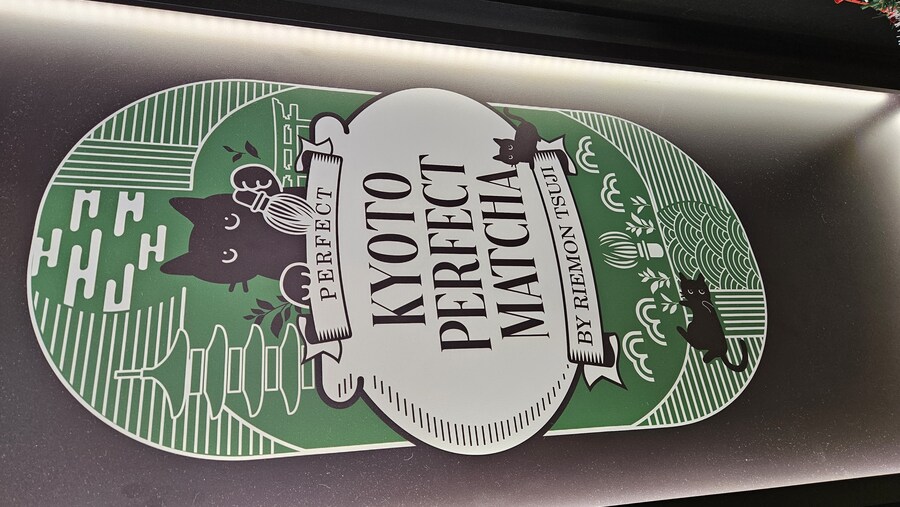 PERFECT
KYOTO
PERFECT
MATCHA
BY RIEMON TSUJI